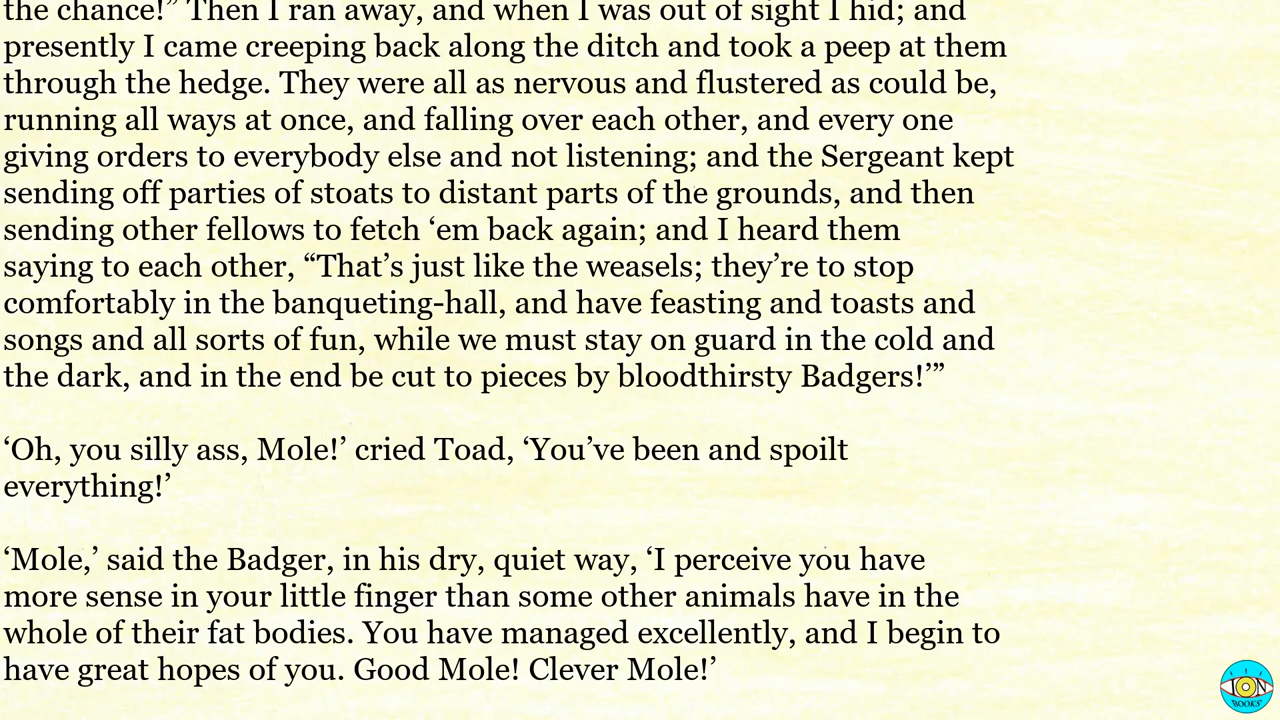 the chance!” Then I ran away, and when I was out of sight I hid; and
presently I came creeping back along the ditch and took a peep at them
through the hedge. They were all as nervous and flustered as could be,
running all ways at once, and falling over each other, and every one
giving orders to everybody else and not listening; and the Sergeant kept
sending off parties of stoats to distant parts of the grounds, and then
sending other fellows to fetch ‘em back again; and I heard them
saying to each other, “That’s just like the weasels; they’re to stop
comfortably in the banqueting-hall, and have feasting and toasts and
songs and all sorts of fun, while we must stay on guard in the cold and
the dark, and in the end be cut to pieces by bloodthirsty Badgers!’”
‘Oh, you silly ass, Mole!’ cried Toad, ‘You’ve been and spoilt
everything!’
‘Mole,’ said the Badger, in his dry, quiet way, ‘I perceive you have
more sense in your little finger than some other animals have in the
whole of their fat bodies. You have managed excellently, and I begin to
have great hopes of you. Good Mole! Clever Mole!’
ION
BOOKS